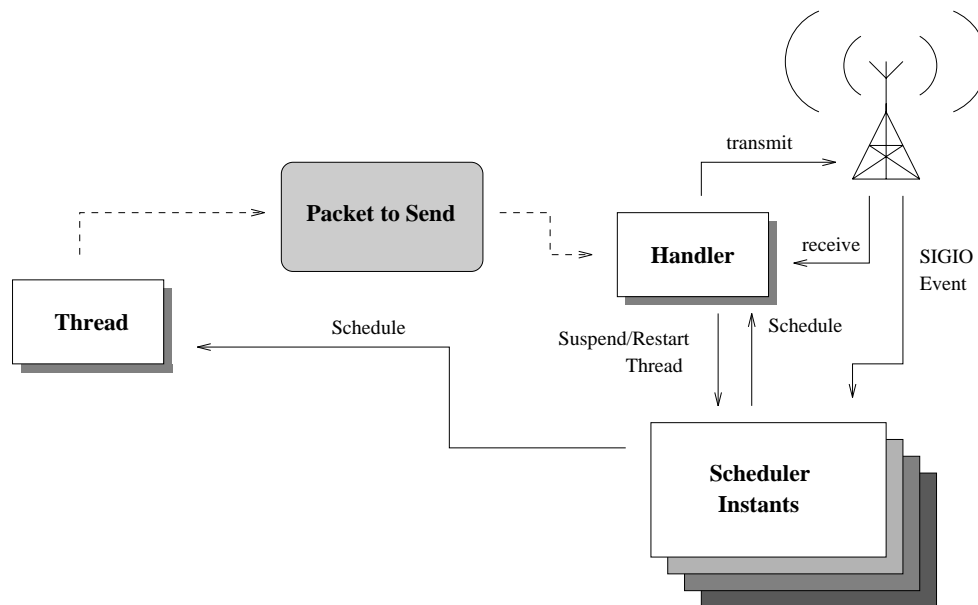 transmit
Packet to Send
Handler
receive
SIGIO
Event
Thread
Schedule
Suspend/Restart
Thread
Schedule
Scheduler
Instants